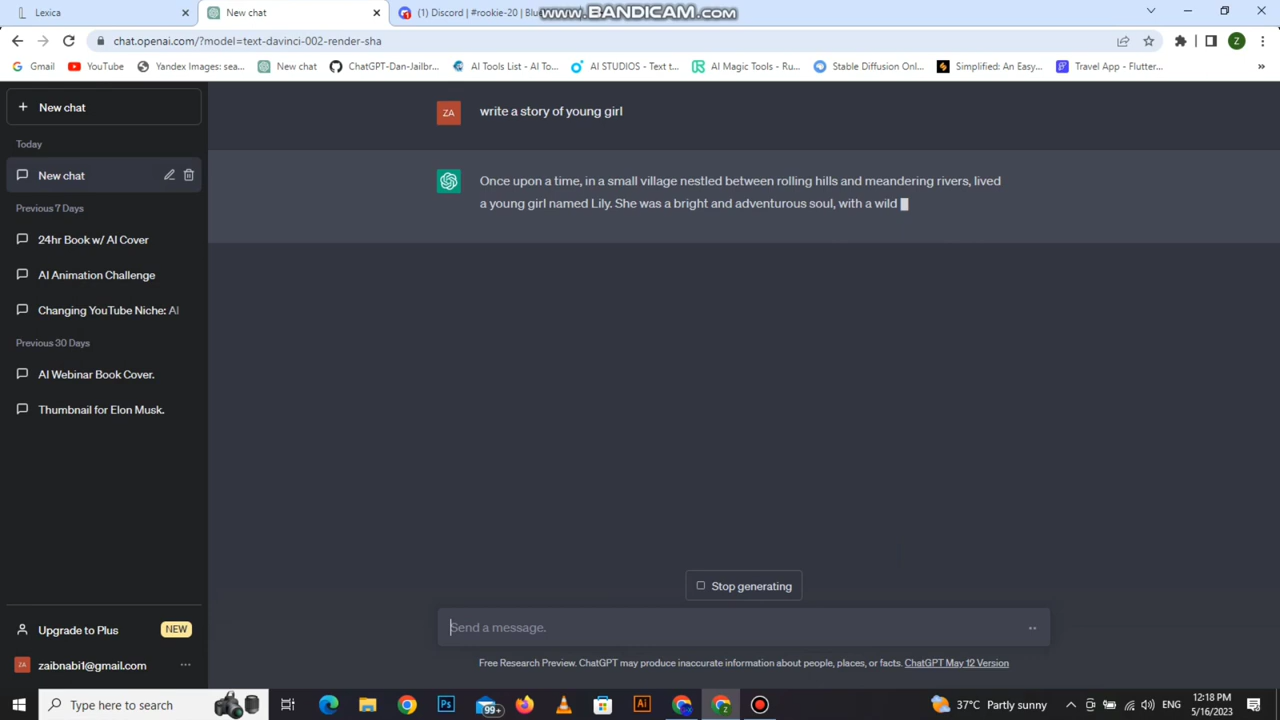 Lexica
New chat
(1) Discord | #rookie-20 | Blu
www.BANDICAM.com
chat.openai.com/?model=text-davinci-002-render-sha
Z
Gmail
YouTube
Yandex Images: sea...
New chat
ChatGPT-Dan-Jailbr...
AI Tools List - AI To...
AI STUDIOS - Text t...
AI Magic Tools - Ru...
Stable Diffusion Onl...
Simplified: An Easy...
Travel App - Flutter...
»
+ New chat
Today
New chat
Previous 7 Days
24hr Book w/ AI Cover
AI Animation Challenge
Changing YouTube Niche: AI
Previous 30 Days
AI Webinar Book Cover.
Thumbnail for Elon Musk.
Upgrade to Plus
NEW
ZA
zaibnabi1@gmail.com
ZA
write a story of young girl
Once upon a time, in a small village nestled between rolling hills and meandering rivers, lived
a young girl named Lily. She was a bright and adventurous soul, with a wild
Stop generating
Send a message.
Free Research Preview. ChatGPT may produce inaccurate information about people, places, or facts. ChatGPT May 12 Version
Type here to search
Ps
99+
Ai
37°C Partly sunny
ENG
12:18 PM
5/16/2023